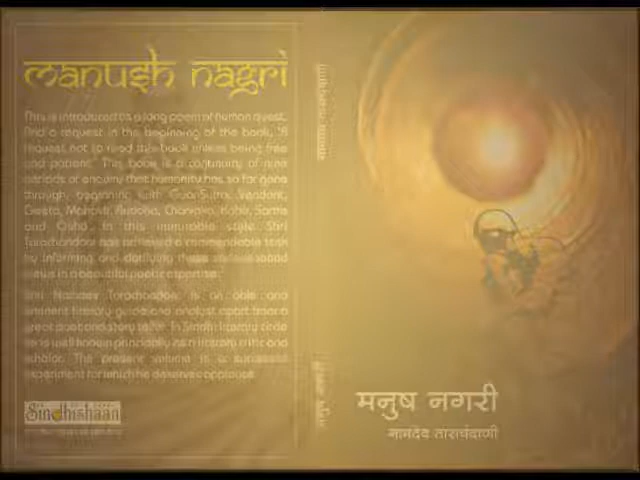 manush nagri
This is introduced as a long poem of human quest.
And a request in the beginning of the book, "A
request not to read this book unless being free
and patient." This book is a conjunity of nine
periods of enquiry that humanity has so far gone
through, beginning with Vendant,
Geeta, Mahavir, Buddha, Charvaka, Kabir, Sartre
and Osho. In this inimitable style Shri
Tarachandani has achieved a commendable task
by informing and clarifying these
views in a beautiful poetic expertise."
Shri Namdev Tarachandani is an able and
eminent literary guide and analyst apart from a
great poet and story teller. In Sindhi literary circle
he is well known principally as a literary critic and
scholar. The present volume is a successful
experiment for which he deserves applause.
Sindhishaan
मनुष नगरी
नामदेव ताराचंदाणी